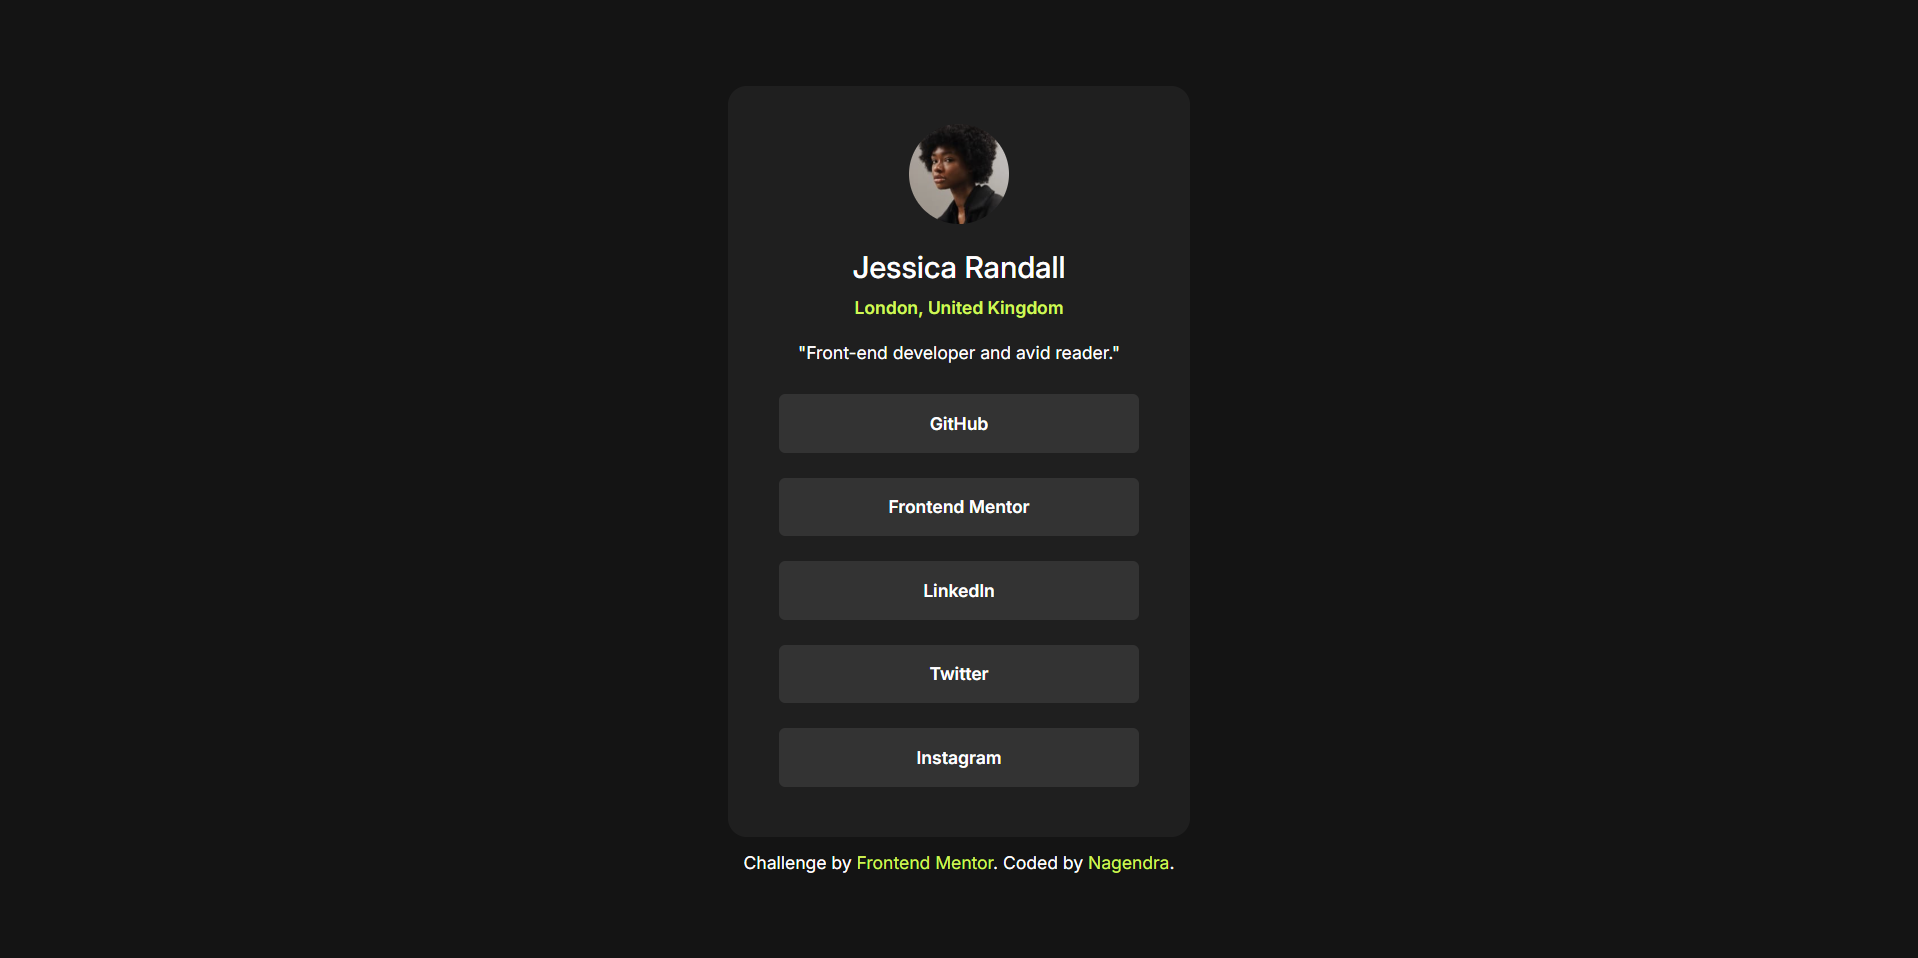 Jessica Randall
London, United Kingdom
"Front-end developer and avid reader."
GitHub
Frontend Mentor
LinkedIn
Twitter
Instagram
Challenge by Frontend Mentor. Coded by Nagendra.